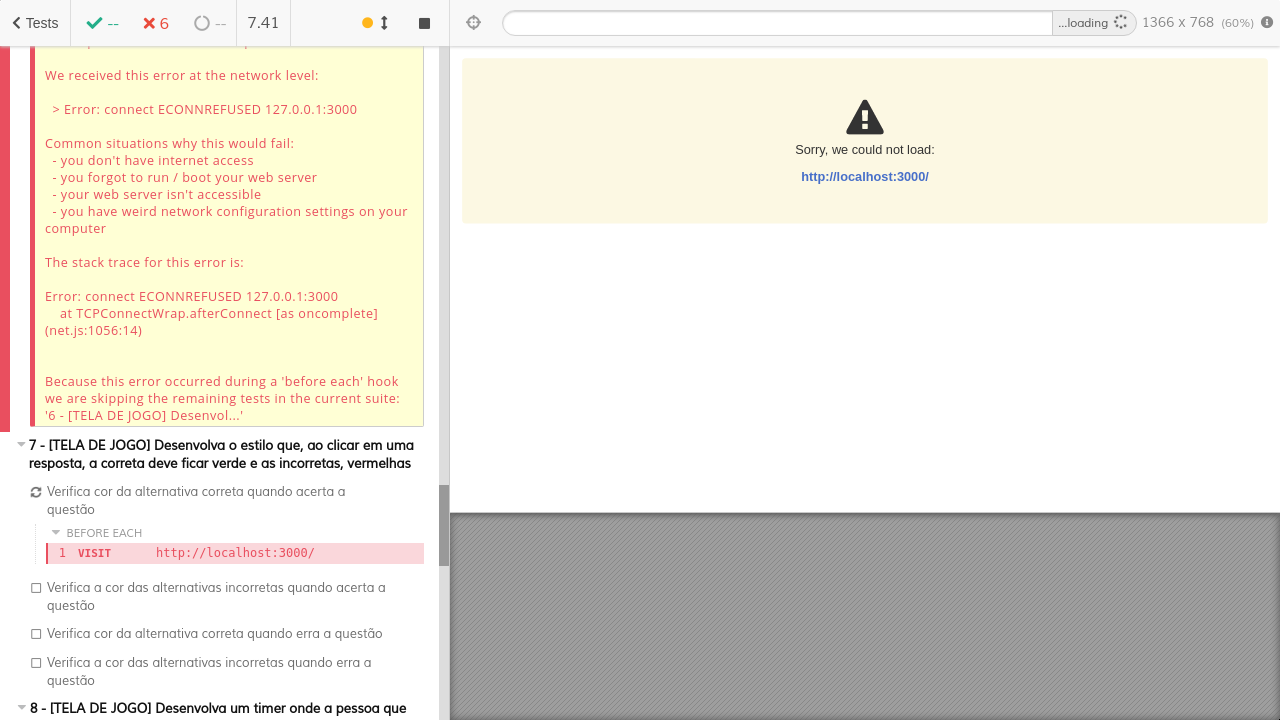 Tests
--
6
--
7.41
...loading
1366 x 768 (60%)
We received this error at the network level:
> Error: connect ECONNREFUSED 127.0.0.1:3000
Common situations why this would fail:
- you don't have internet access
- you forgot to run / boot your web server
- your web server isn't accessible
- you have weird network configuration settings on your
computer
The stack trace for this error is:
Error: connect ECONNREFUSED 127.0.0.1:3000
at TCPConnectWrap.afterConnect [as oncomplete]
(net.js:1056:14)
Because this error occurred during a 'before each' hook
we are skipping the remaining tests in the current suite:
'6 - [TELA DE JOGO] Desenvol...'
7 - [TELA DE JOGO] Desenvolva o estilo que, ao clicar em uma
resposta, a correta deve ficar verde e as incorretas, vermelhas
Verifica cor da alternativa correta quando acerta a
questão
BEFORE EACH
1 VISIT http://localhost:3000/
Verifica a cor das alternativas incorretas quando acerta a
questão
Verifica cor da alternativa correta quando erra a questão
Verifica a cor das alternativas incorretas quando erra a
questão
8 - [TELA DE JOGO] Desenvolva um timer onde a pessoa que
Sorry, we could not load:
http://localhost:3000/